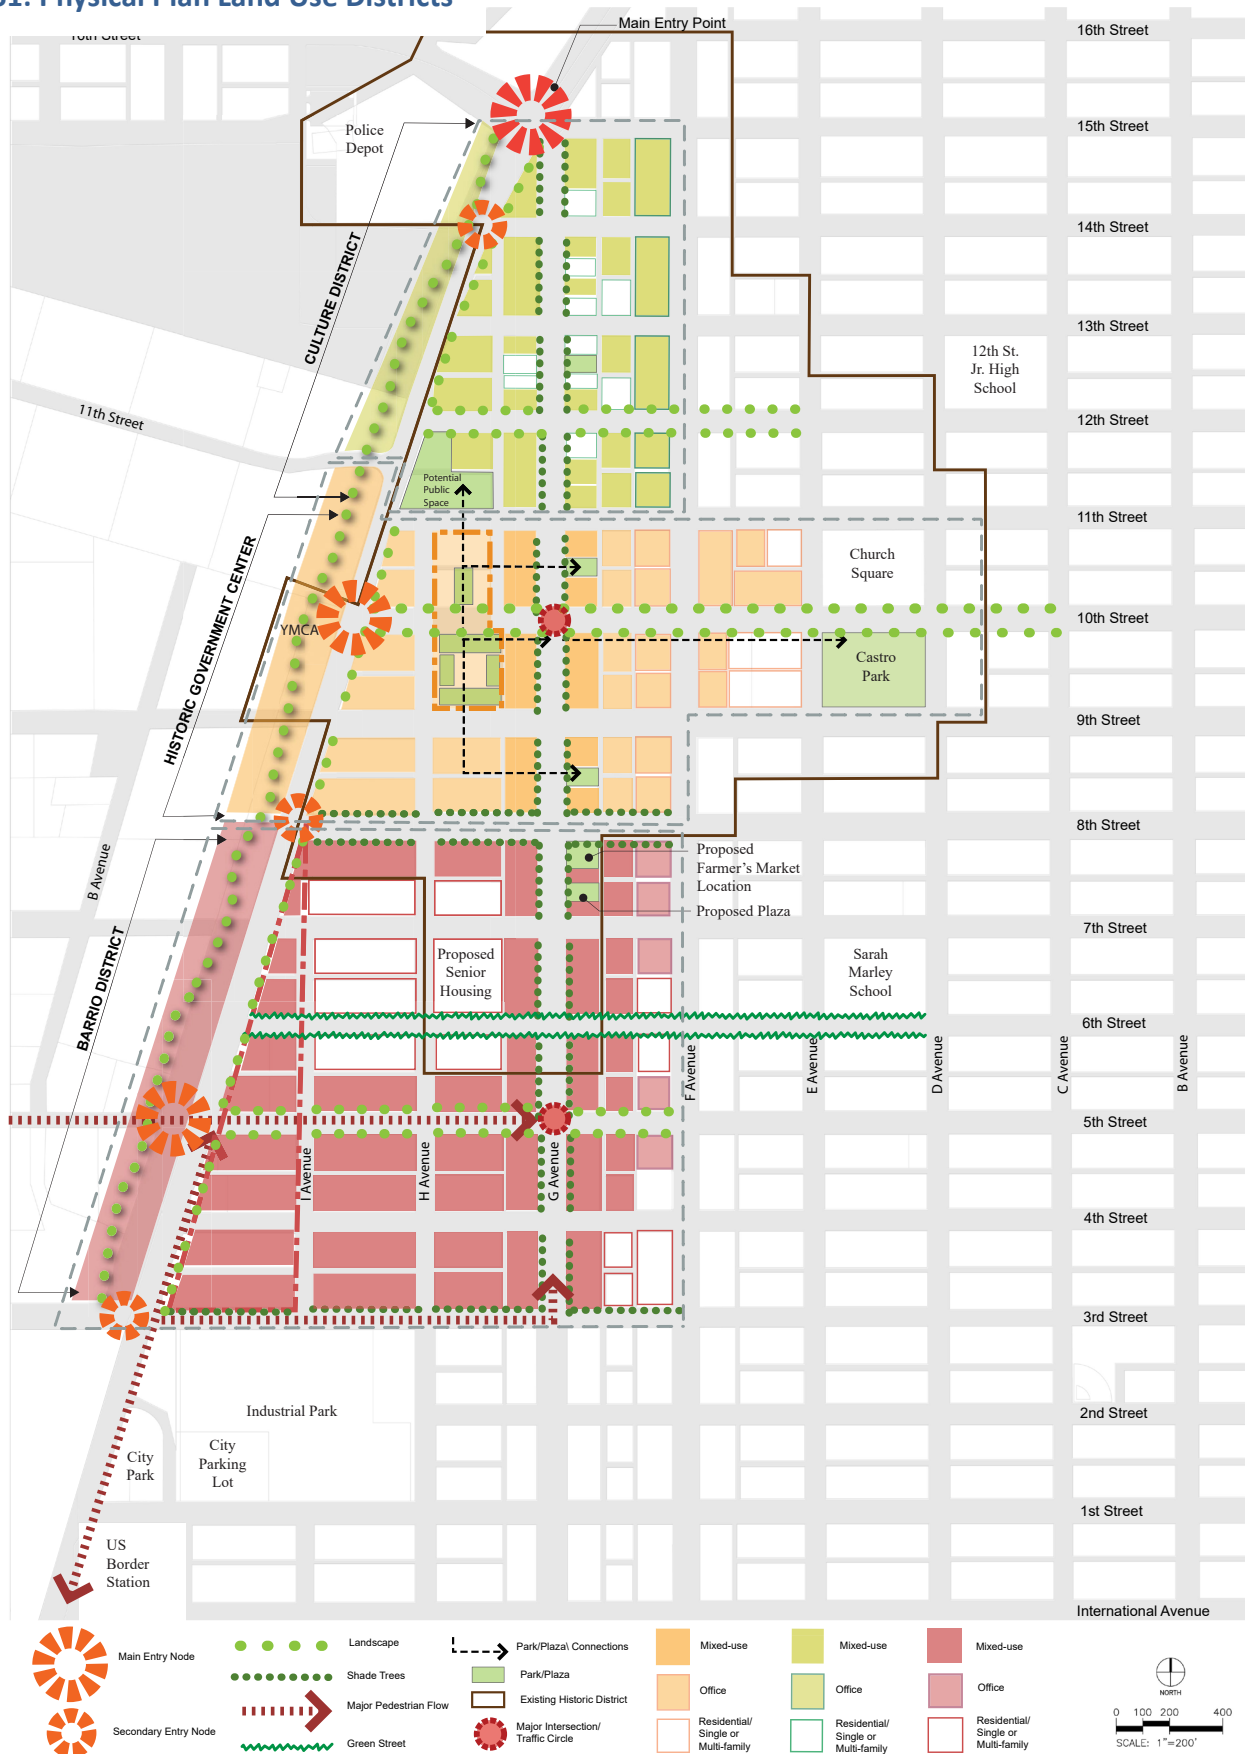 Physical Plan Land Use Districts
Main Entry Point
16th Street
Police
Depot
15th Street
14th Street
CULTURE DISTRICT
13th Street
12th St.
Jr. High
School
11th Street
12th Street
Potential
Public
Space
11th Street
Church
Square
HISTORIC GOVERNMENT CENTER
YMCA
10th Street
Castro
Park
9th Street
8th Street
B Avenue
Proposed
Farmer's Market
Location
Proposed Plaza
BARRIO DISTRICT
7th Street
Proposed
Senior
Housing
Sarah
Marley
School
6th Street
F Avenue
E Avenue
D Avenue
C Avenue
B Avenue
5th Street
I Avenue
H Avenue
G Avenue
4th Street
3rd Street
Industrial Park
2nd Street
City
Park
City
Parking
Lot
1st Street
US
Border
Station
International Avenue
Main Entry Node
Secondary Entry Node
Landscape
Shade Trees
Major Pedestrian Flow
Green Street
Park/Plaza\ Connections
Park/Plaza
Existing Historic District
Major Intersection/
Traffic Circle
Mixed-use
Office
Residential/
Single or
Multi-family
Mixed-use
Office
Residential/
Single or
Multi-family
Mixed-use
Office
Residential/
Single or
Multi-family
NORTH
0 100 200 400
SCALE: 1"=200'